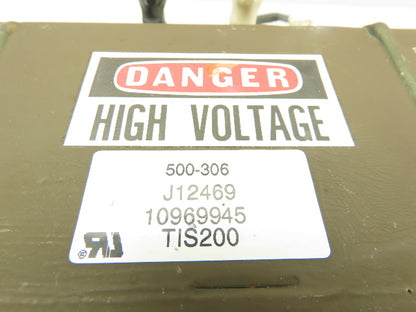 DANGER
HIGH VOLTAGE
500-306
J12469
10969945
TIS200